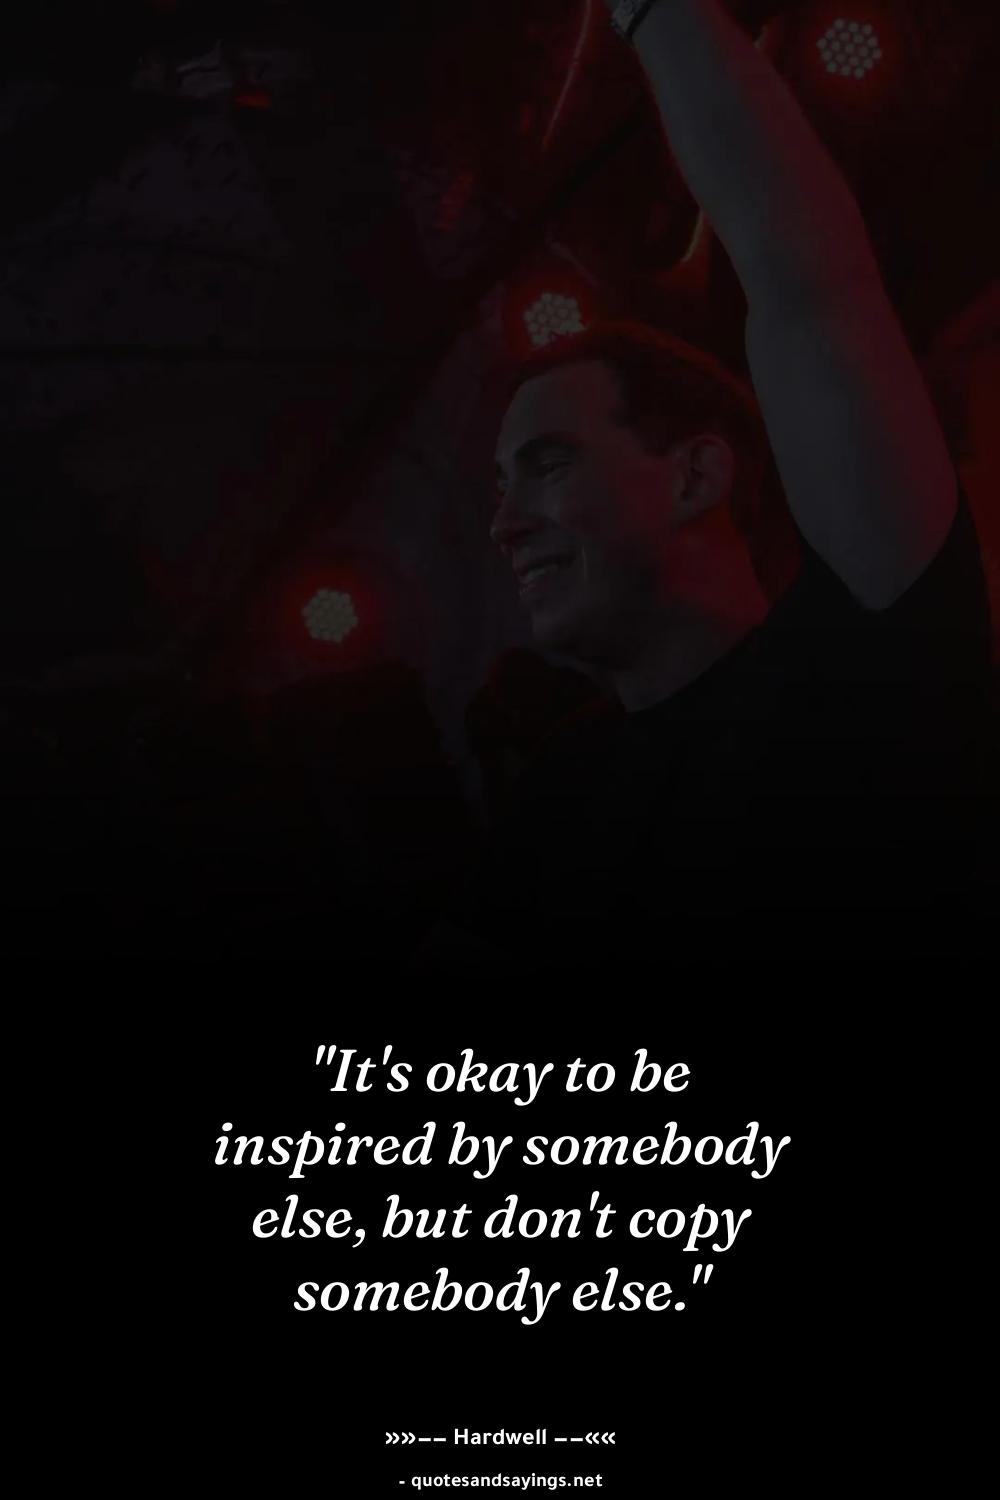 "It's okay to be
inspired by somebody
else, but don't copy
somebody else."
»»−− Hardwell −−««
- quotesandsayings.net